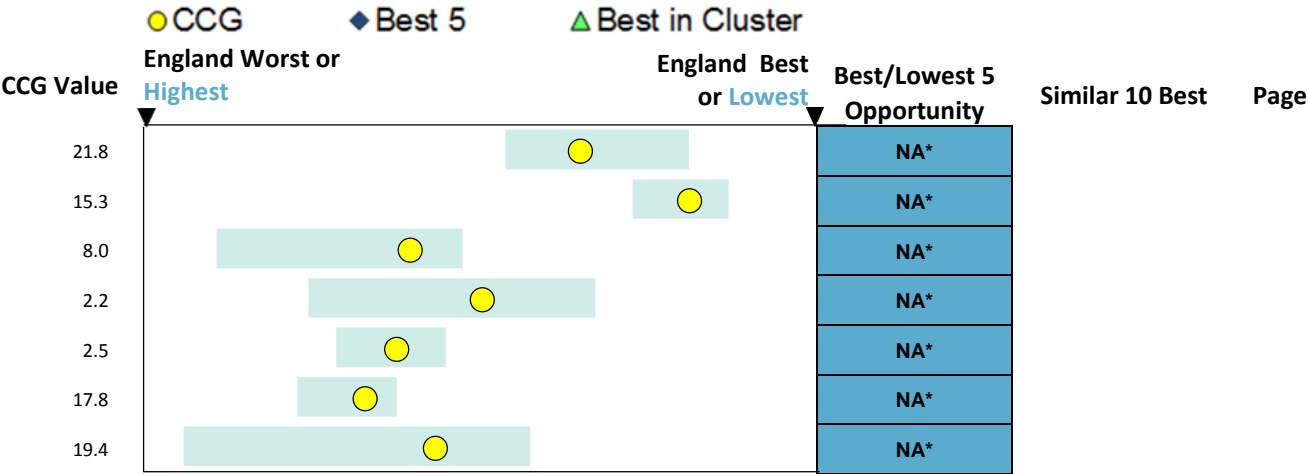 CCG Best 5 Best in Cluster
CCG Value
England Worst or
Highest
England Best
or Lowest
Best/Lowest 5
Opportunity
Similar 10 Best
Page
21.8 NA*
15.3 NA*
8.0 NA*
2.2 NA*
2.5 NA*
17.8 NA*
19.4 NA*